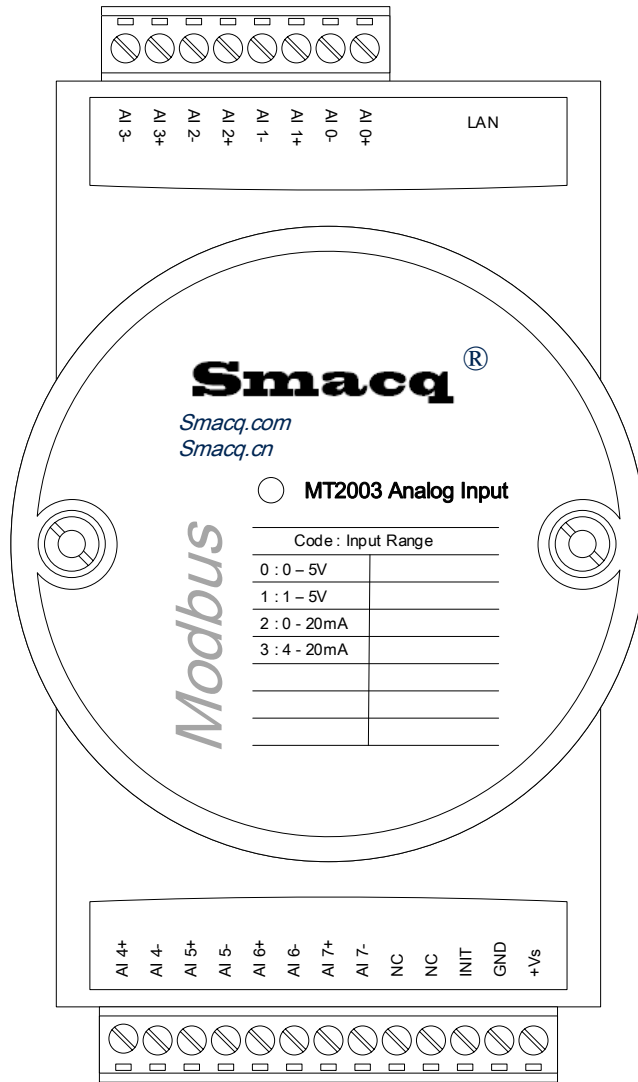 AI 3- AI 3+ AI 2- AI 2+ AI 1- AI 1+ AI 0- AI 0+ LAN
Smacq ®
Smacq.com
Smacq.cn
MT2003 Analog Input
Modbus
Code : Input Range
0 : 0 – 5V
1 : 1 – 5V
2 : 0 - 20mA
3 : 4 - 20mA
AI 4+ AI 4- AI 5+ AI 5- AI 6+ AI 6- AI 7+ AI 7- NC NC INIT GND +Vs